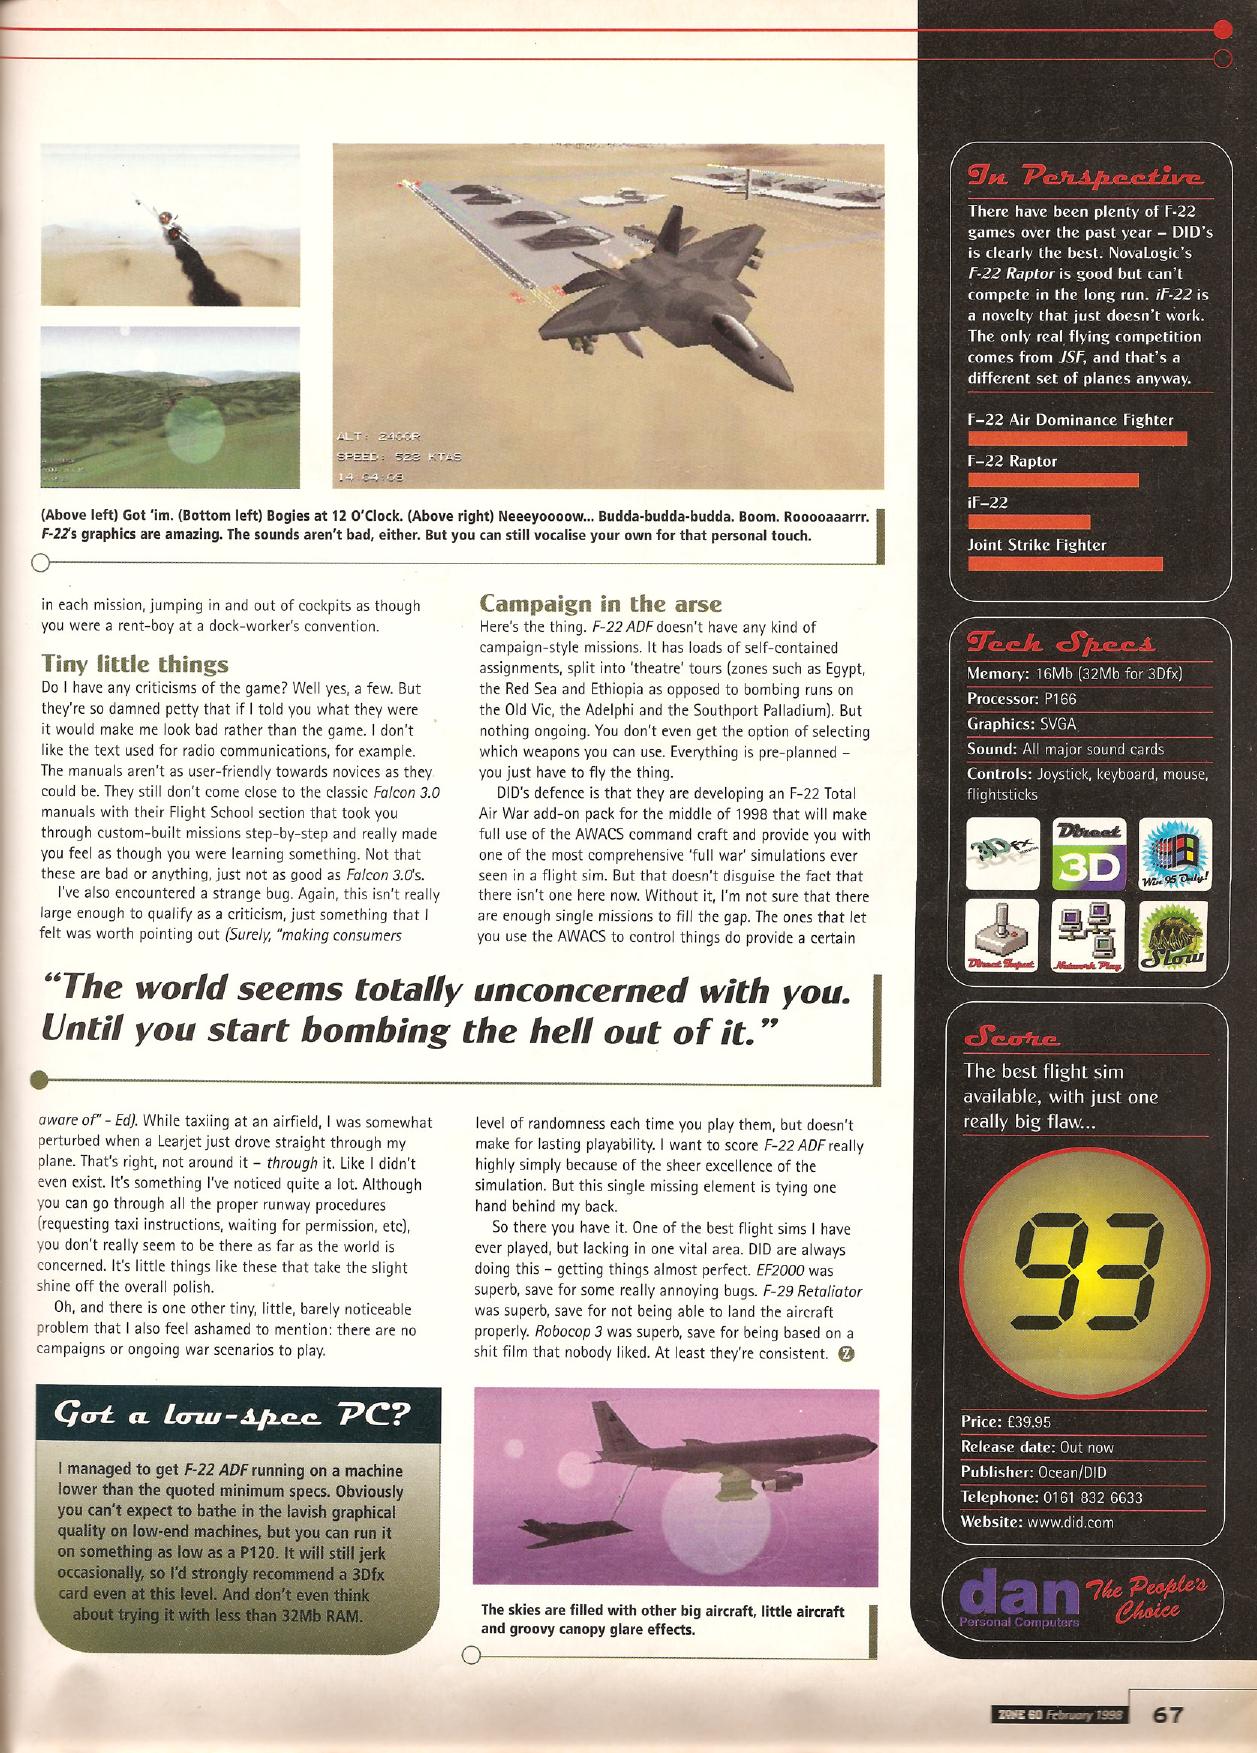 ALT: 2400R
SPEED: 528 KTAS
14:04:09
(Above left) Got 'im. (Bottom left) Bogies at 12 O'Clock. (Above right) Neeeyoooow... Budda-budda-budda. Boom. Rooooaaarrr.
F-22's graphics are amazing. The sounds aren't bad, either. But you can still vocalise your own for that personal touch.
in each mission, jumping in and out of cockpits as though
you were a rent-boy at a dock-worker's convention.
Tiny little things
Do I have any criticisms of the game? Well yes, a few. But
they're so damned petty that if I told you what they were
it would make me look bad rather than the game. I don't
like the text used for radio communications, for example.
The manuals aren't as user-friendly towards novices as they
could be. They still don't come close to the classic Falcon 3.0
manuals with their Flight School section that took you
through custom-built missions step-by-step and really made
you feel as though you were learning something. Not that
these are bad or anything, just not as good as Falcon 3.0's.
I've also encountered a strange bug. Again, this isn't really
large enough to qualify as a criticism, just something that I
felt was worth pointing out (Surely, "making consumers
Campaign in the arse
Here's the thing. F-22 ADF doesn't have any kind of
campaign-style missions. It has loads of self-contained
assignments, split into 'theatre' tours (zones such as Egypt,
the Red Sea and Ethiopia as opposed to bombing runs on
the Old Vic, the Adelphi and the Southport Palladium). But
nothing ongoing. You don't even get the option of selecting
which weapons you can use. Everything is pre-planned –
you just have to fly the thing.
DID's defence is that they are developing an F-22 Total
Air War add-on pack for the middle of 1998 that will make
full use of the AWACS command craft and provide you with
one of the most comprehensive 'full war' simulations ever
seen in a flight sim. But that doesn't disguise the fact that
there isn't one here now. Without it, I'm not sure that there
are enough single missions to fill the gap. The ones that let
you use the AWACS to control things do provide a certain
"The world seems totally unconcerned with you.
Until you start bombing the hell out of it."
aware of" - Ed). While taxiing at an airfield, I was somewhat
perturbed when a Learjet just drove straight through my
plane. That's right, not around it – through it. Like I didn't
even exist. It's something I've noticed quite a lot. Although
you can go through all the proper runway procedures
(requesting taxi instructions, waiting for permission, etc),
you don't really seem to be there as far as the world is
concerned. It's little things like these that take the slight
shine off the overall polish.
Oh, and there is one other tiny, little, barely noticeable
problem that I also feel ashamed to mention: there are no
campaigns or ongoing war scenarios to play.
level of randomness each time you play them, but doesn't
make for lasting playability. I want to score F-22 ADF really
highly simply because of the sheer excellence of the
simulation. But this single missing element is tying one
hand behind my back.
So there you have it. One of the best flight sims I have
ever played, but lacking in one vital area. DID are always
doing this – getting things almost perfect. EF2000 was
superb, save for some really annoying bugs. F-29 Retaliator
was superb, save for not being able to land the aircraft
properly. Robocop 3 was superb, save for being based on a
shit film that nobody liked. At least they're consistent. Z
Got a low-spec PC?
I managed to get F-22 ADF running on a machine
lower than the quoted minimum specs. Obviously
you can't expect to bathe in the lavish graphical
quality on low-end machines, but you can run it
on something as low as a P120. It will still jerk
occasionally, so I'd strongly recommend a 3Dfx
card even at this level. And don't even think
about trying it with less than 32Mb RAM.
The skies are filled with other big aircraft, little aircraft
and groovy canopy glare effects.
In Perspective
There have been plenty of F-22
games over the past year – DID's
is clearly the best. NovaLogic's
F-22 Raptor is good but can't
compete in the long run. iF-22 is
a novelty that just doesn't work.
The only real flying competition
comes from JSF, and that's a
different set of planes anyway.
F–22 Air Dominance Fighter
F–22 Raptor
iF–22
Joint Strike Fighter
Tech Specs
Memory: 16Mb (32Mb for 3Dfx)
Processor: P166
Graphics: SVGA
Sound: All major sound cards
Controls: Joystick, keyboard, mouse,
flightsticks
3Dfx
Direct 3D
Win 95 Only!
Direct Input
Network Play
Slow
Score
The best flight sim
available, with just one
really big flaw...
93
Price: £39.95
Release date: Out now
Publisher: Ocean/DID
Telephone: 0161 832 6633
Website: www.did.com
dan
Personal Computers
The People's
Choice
ZONE 60 February 1998 67